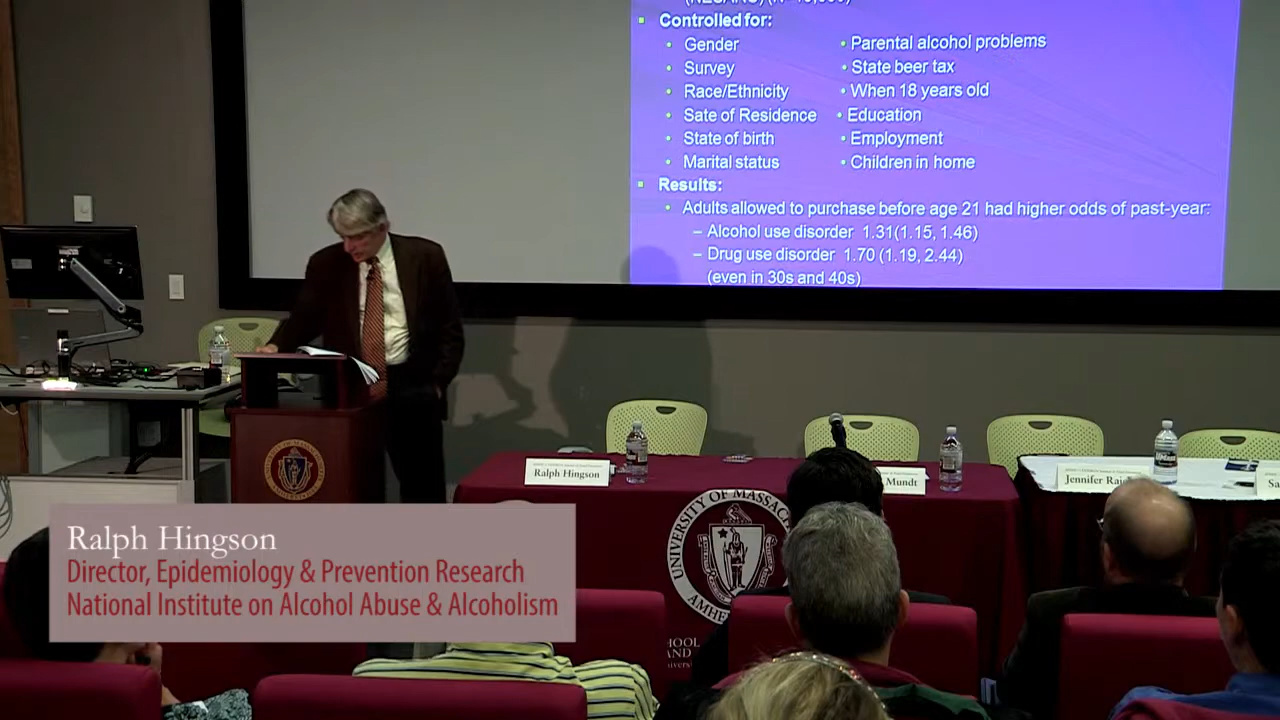 Controlled for:
• Gender
• Parental alcohol problems
• Survey
• State beer tax
• Race/Ethnicity
• When 18 years old
• Sate of Residence
• Education
• State of birth
• Employment
• Marital status
• Children in home
Results:
• Adults allowed to purchase before age 21 had higher odds of past-year:
– Alcohol use disorder 1.31(1.15, 1.46)
– Drug use disorder 1.70 (1.19, 2.44)
(even in 30s and 40s)
Ralph Hingson
Mundt
Jennifer
UNIVERSITY OF
Ralph Hingson
Director, Epidemiology & Prevention Research
National Institute on Alcohol Abuse & Alcoholism